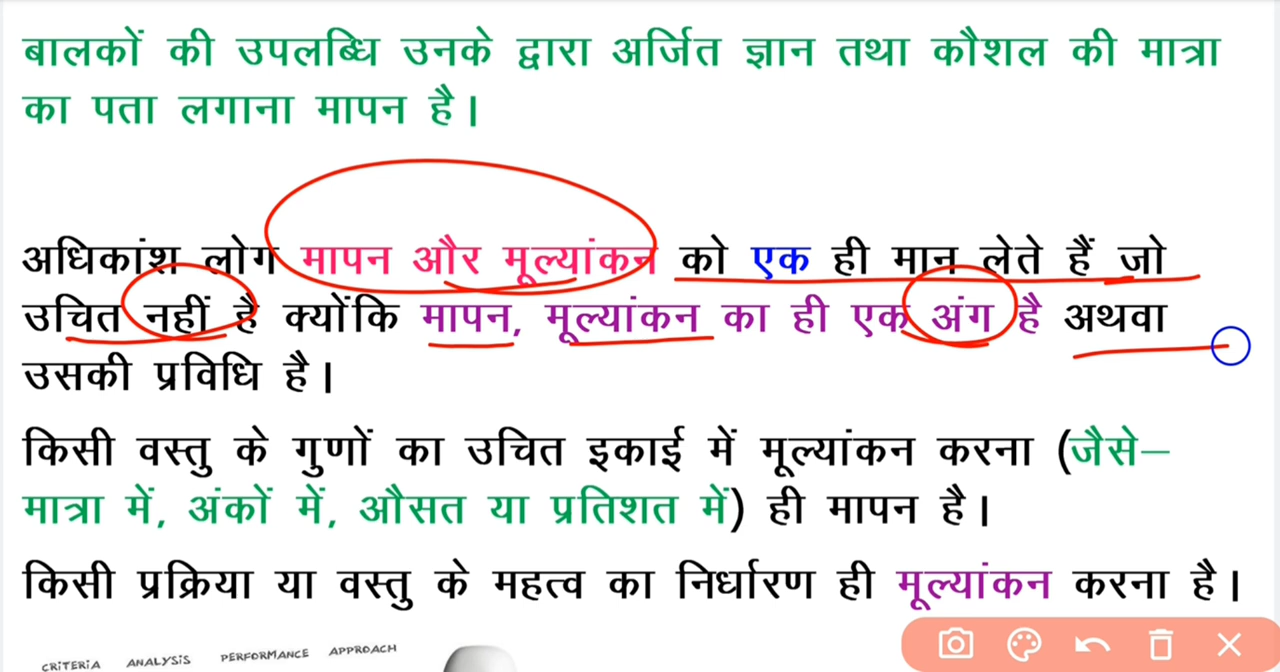 बालकों की उपलब्धि उनके द्वारा अर्जित ज्ञान तथा कौशल की मात्रा
का पता लगाना मापन है।
अधिकांश लोग मापन और मूल्यांकन को एक ही मान लेते हैं जो
उचित नहीं है क्योंकि मापन, मूल्यांकन का ही एक अंग है अथवा
उसकी प्रविधि है।
किसी वस्तु के गुणों का उचित इकाई में मूल्यांकन करना (जैसे–
मात्रा में, अंकों में, औसत या प्रतिशत में) ही मापन है।
किसी प्रक्रिया या वस्तु के महत्व का निर्धारण ही मूल्यांकन करना है।
CRITERiA ANALYSiS PERFORMANCE APPROACH